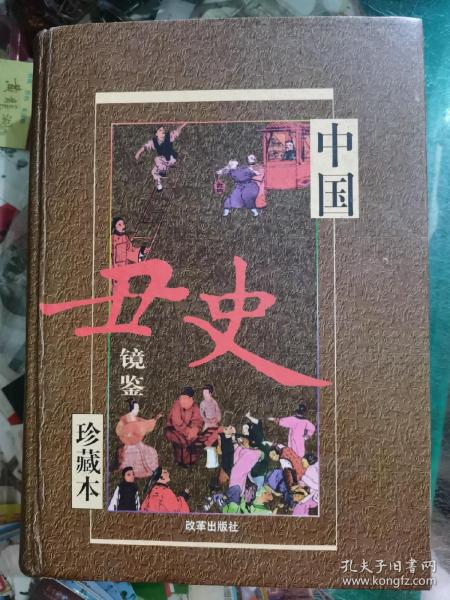 中国
丑史
镜鉴
珍藏本
改革出版社
孔夫子旧书网
www.kongfz.com